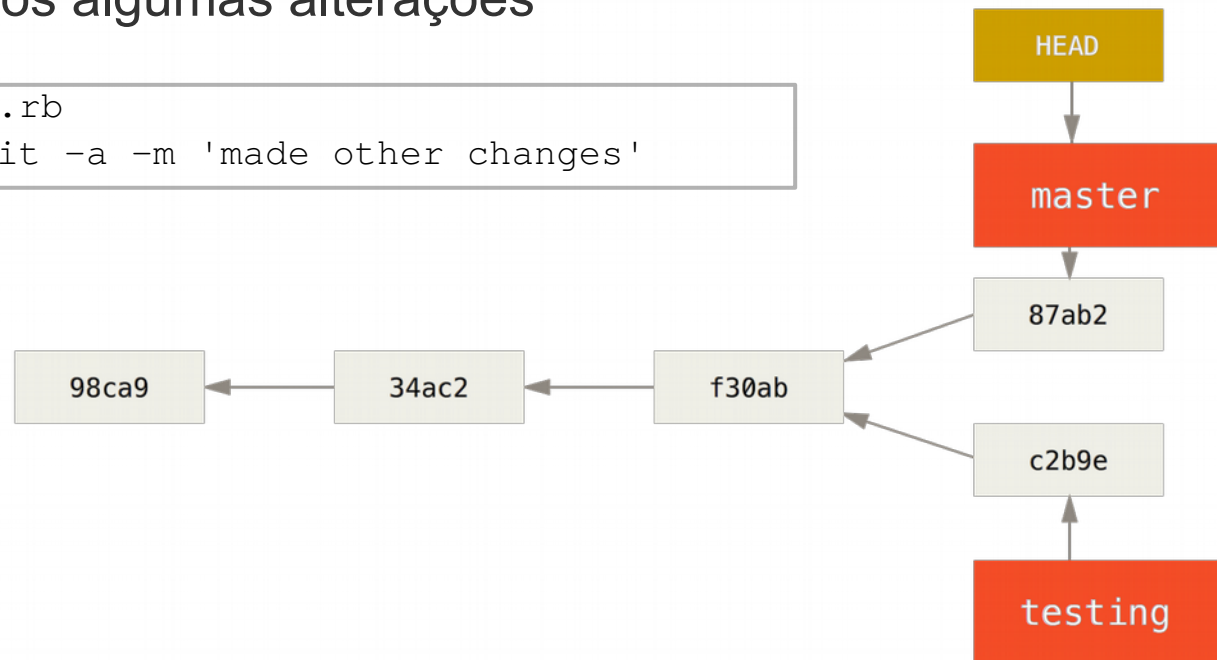 os algumas alterações
.rb
it -a -m 'made other changes'
HEAD
master
87ab2
98ca9
34ac2
f30ab
c2b9e
testing